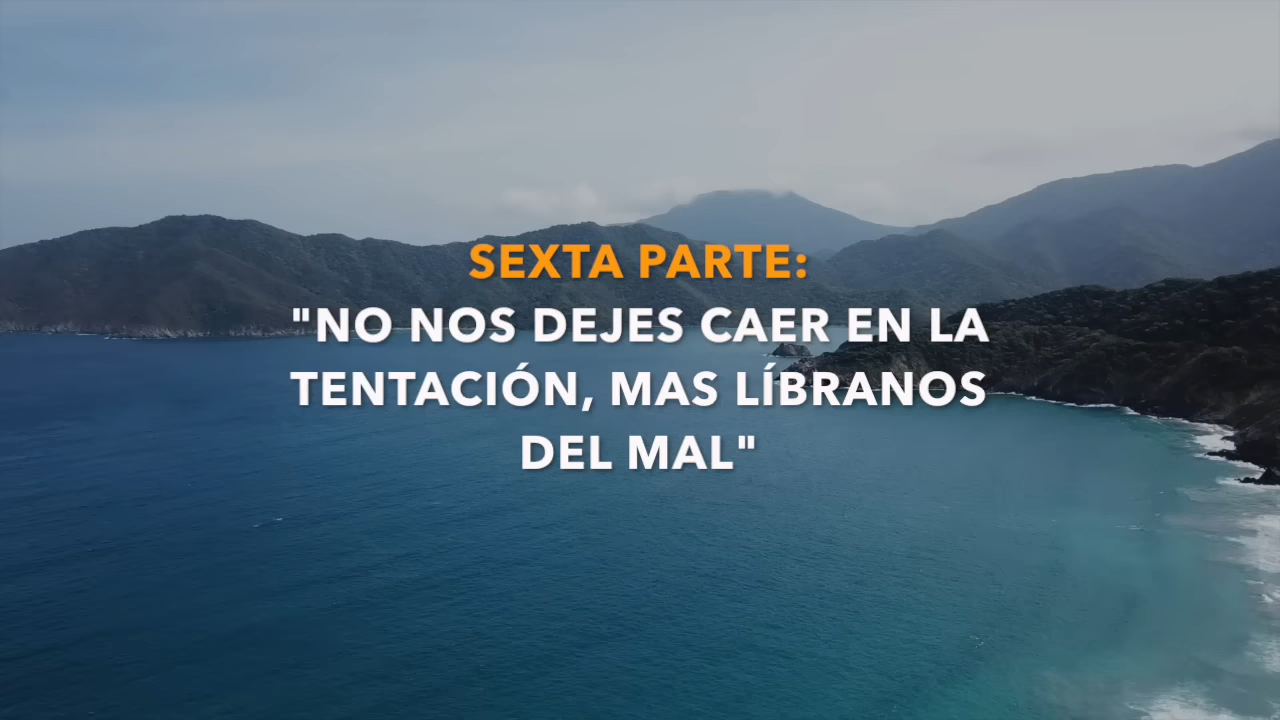 SEXTA PARTE:
"NO NOS DEJES CAER EN LA
TENTACIÓN, MAS LÍBRANOS
DEL MAL"